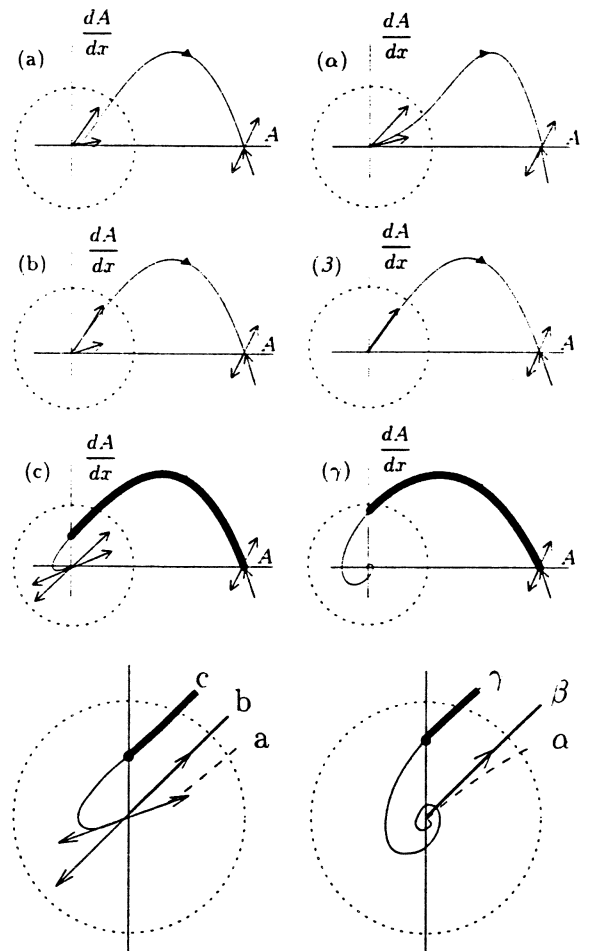 dA
dx
(a)
A
dA
dx
(α)
A
dA
dx
(b)
A
dA
dx
(β)
A
dA
dx
(c)
A
dA
dx
(γ)
A
c
b
a
γ
β
α